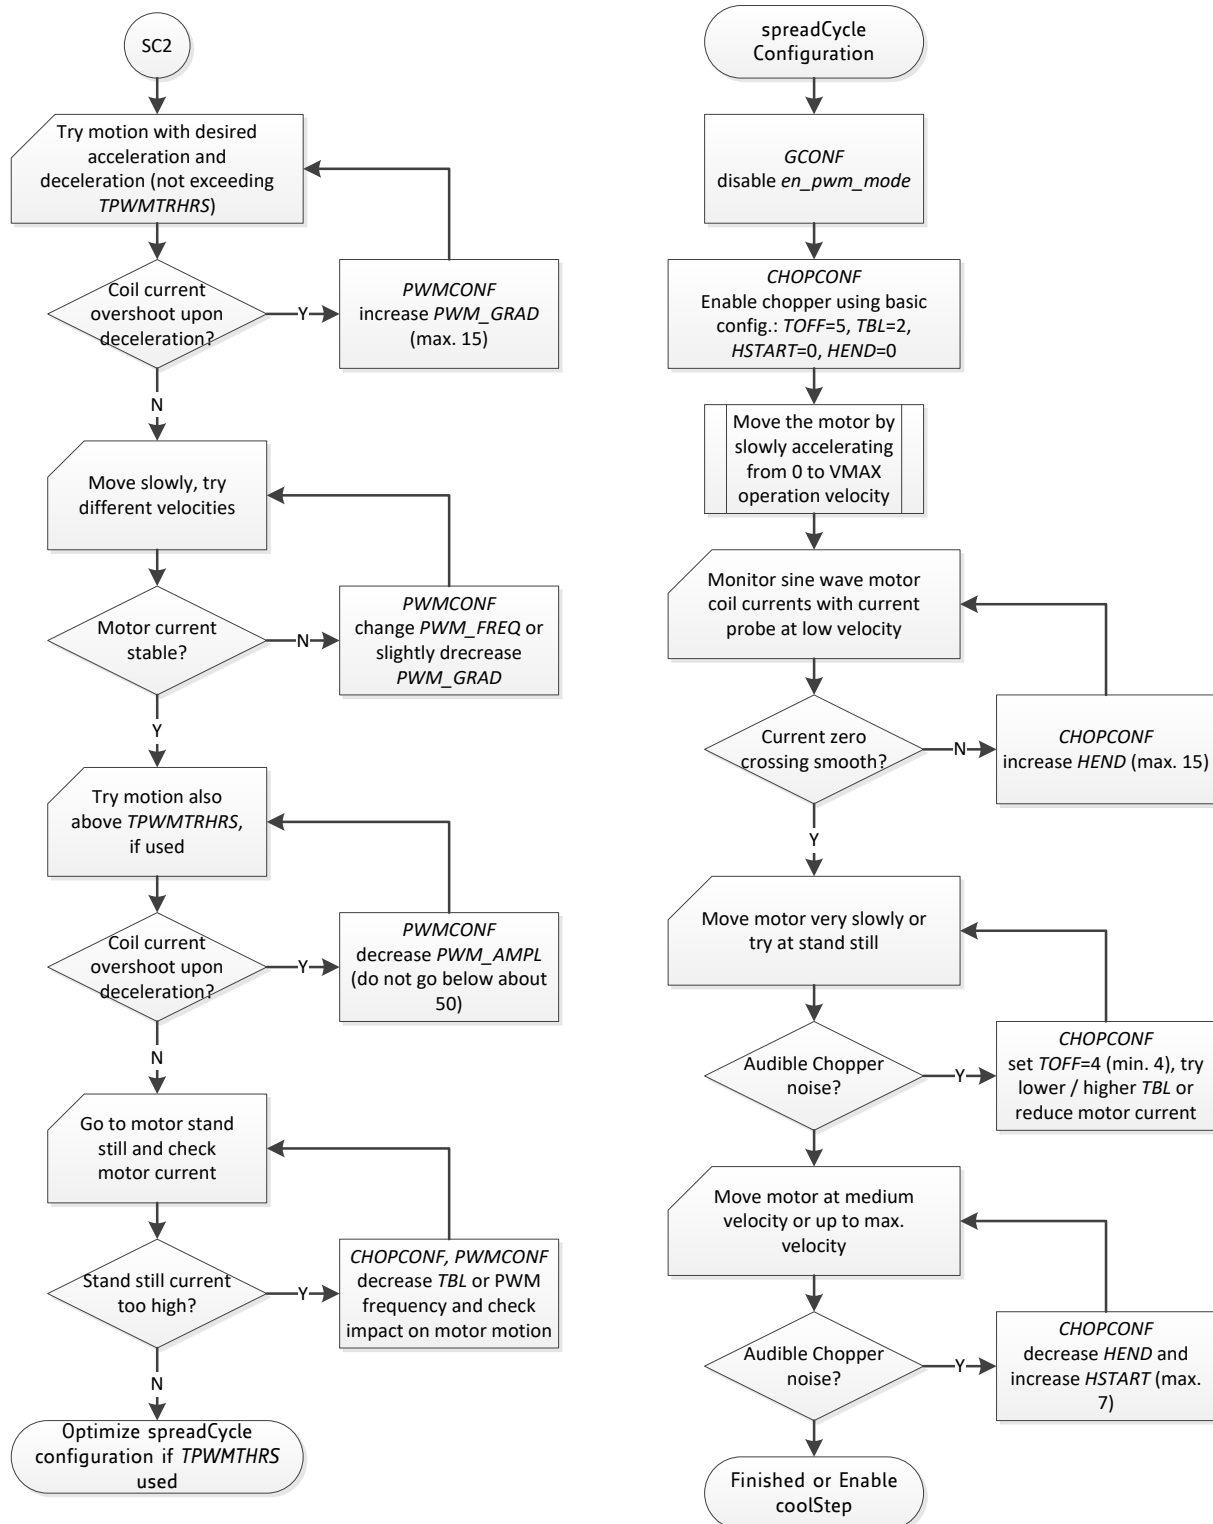 SC2
Try motion with desired
acceleration and
deceleration (not exceeding
TPWMTRHRS)
Coil current
overshoot upon
deceleration?
Y
PWMCONF
increase PWM_GRAD
(max. 15)
N
Move slowly, try
different velocities
Motor current
stable?
N
PWMCONF
change PWM_FREQ or
slightly drecrease
PWM_GRAD
Y
Try motion also
above TPWMTRHRS,
if used
Coil current
overshoot upon
deceleration?
Y
PWMCONF
decrease PWM_AMPL
(do not go below about
50)
N
Go to motor stand
still and check
motor current
Stand still current
too high?
Y
CHOPCONF, PWMCONF
decrease TBL or PWM
frequency and check
impact on motor motion
N
Optimize spreadCycle
configuration if TPWMTHRS
used
spreadCycle
Configuration
GCONF
disable en_pwm_mode
CHOPCONF
Enable chopper using basic
config.: TOFF=5, TBL=2,
HSTART=0, HEND=0
Move the motor by
slowly accelerating
from 0 to VMAX
operation velocity
Monitor sine wave motor
coil currents with current
probe at low velocity
Current zero
crossing smooth?
N
CHOPCONF
increase HEND (max. 15)
Y
Move motor very slowly or
try at stand still
Audible Chopper
noise?
Y
CHOPCONF
set TOFF=4 (min. 4), try
lower / higher TBL or
reduce motor current
N
Move motor at medium
velocity or up to max.
velocity
Audible Chopper
noise?
Y
CHOPCONF
decrease HEND and
increase HSTART (max.
7)
Finished or Enable
coolStep